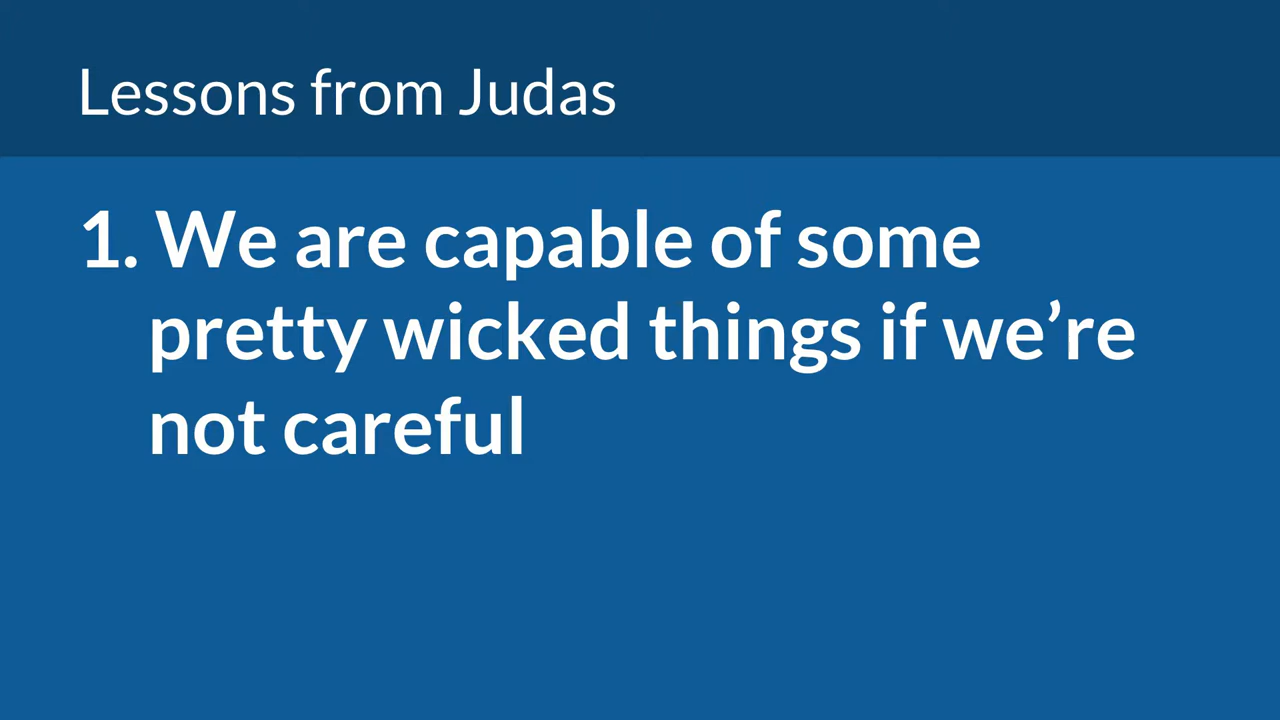 Lessons from Judas
1. We are capable of some
pretty wicked things if we’re
not careful